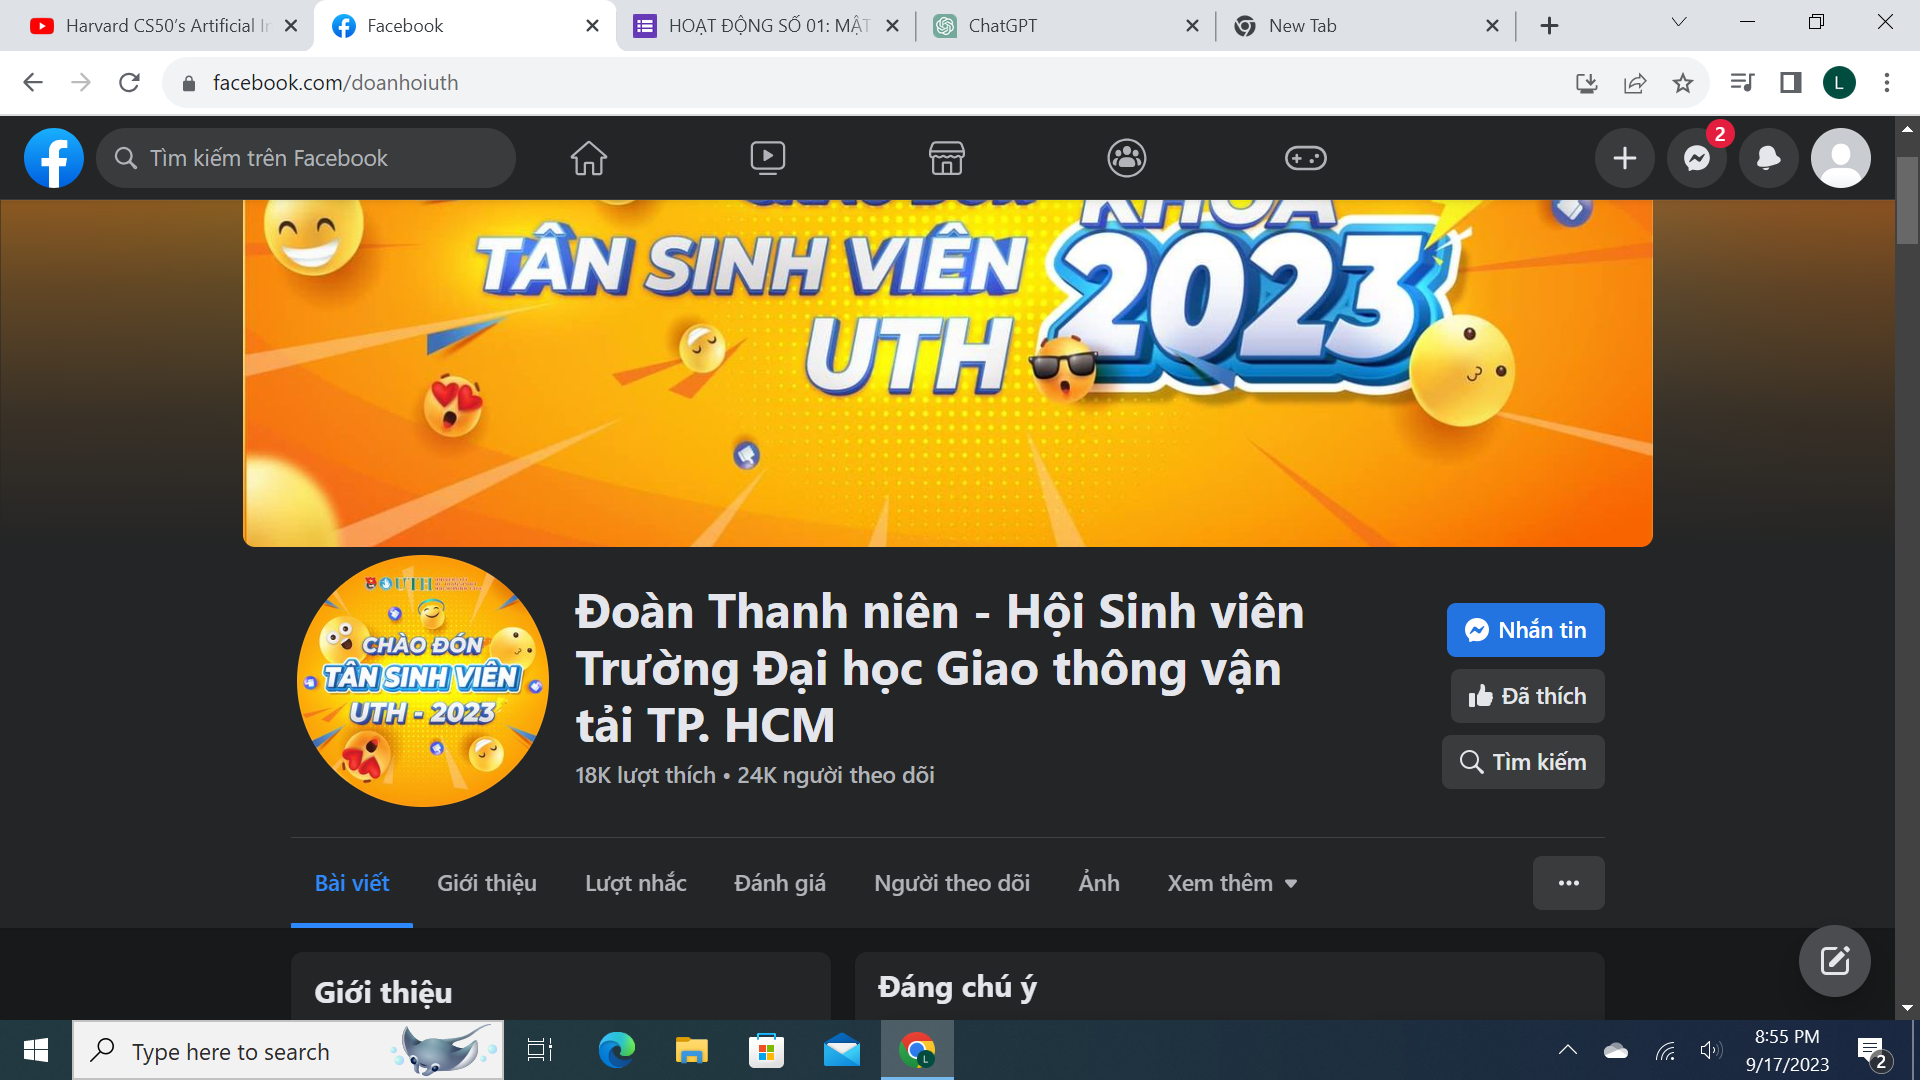 Harvard CS50's Artificial I
Facebook
HOẠT ĐỘNG SỐ 01: MẬT
ChatGPT
New Tab
facebook.com/doanhoiuth
L
Tìm kiếm trên Facebook
2
CHÀO ĐÓN
KHÓA
TÂN SINH VIÊN
2023
UTH
UTH
CHÀO ĐÓN
TÂN SINH VIÊN
UTH - 2023
Đoàn Thanh niên - Hội Sinh viên
Trường Đại học Giao thông vận
tải TP. HCM
18K lượt thích • 24K người theo dõi
Nhắn tin
Đã thích
Tìm kiếm
Bài viết
Giới thiệu
Lượt nhắc
Đánh giá
Người theo dõi
Ảnh
Xem thêm
Giới thiệu
Đáng chú ý
Type here to search
L
8:55 PM
9/17/2023
2